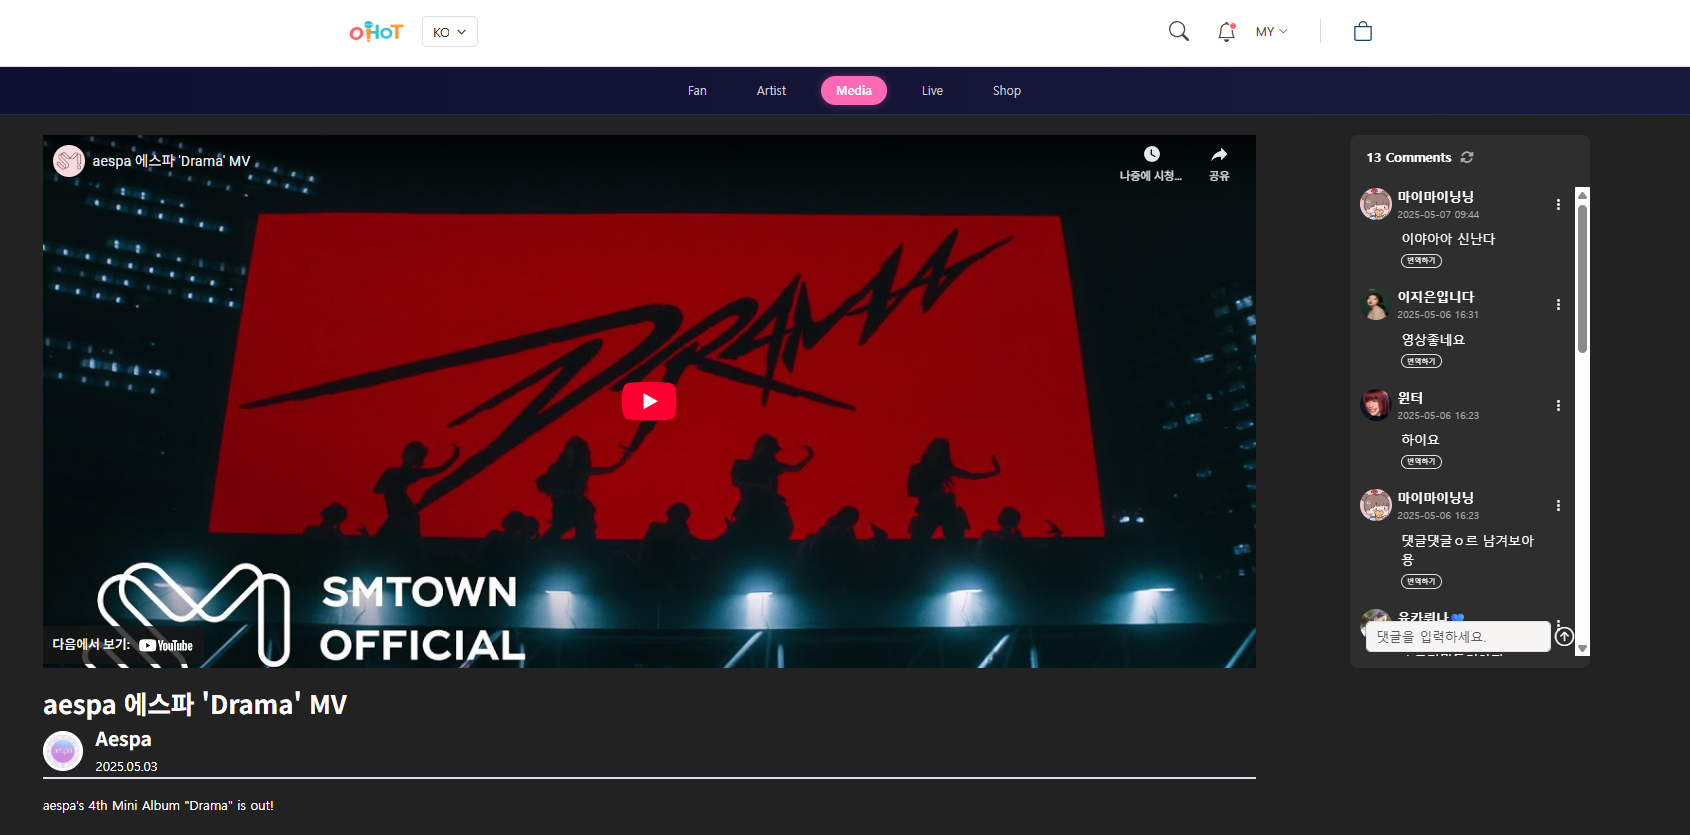 oHoT
KO
MY
Fan
Artist
Media
Live
Shop
aespa 에스파 'Drama' MV
나중에 시청...
공유
DRAMA
SMTOWN
OFFICIAL
다음에서 보기: YouTube
aespa 에스파 'Drama' MV
aespa
Aespa
2025.05.03
aespa's 4th Mini Album "Drama" is out!
13 Comments
마이마이닝닝
2025-05-07 09:44
이야아아 신난다
번역하기
이지은입니다
2025-05-06 16:31
영상좋네요
번역하기
윈터
2025-05-06 16:23
하이요
번역하기
마이마이닝닝
2025-05-06 16:23
댓글댓글ㅇ르 남겨보아
용
번역하기
댓글을 입력하세요.